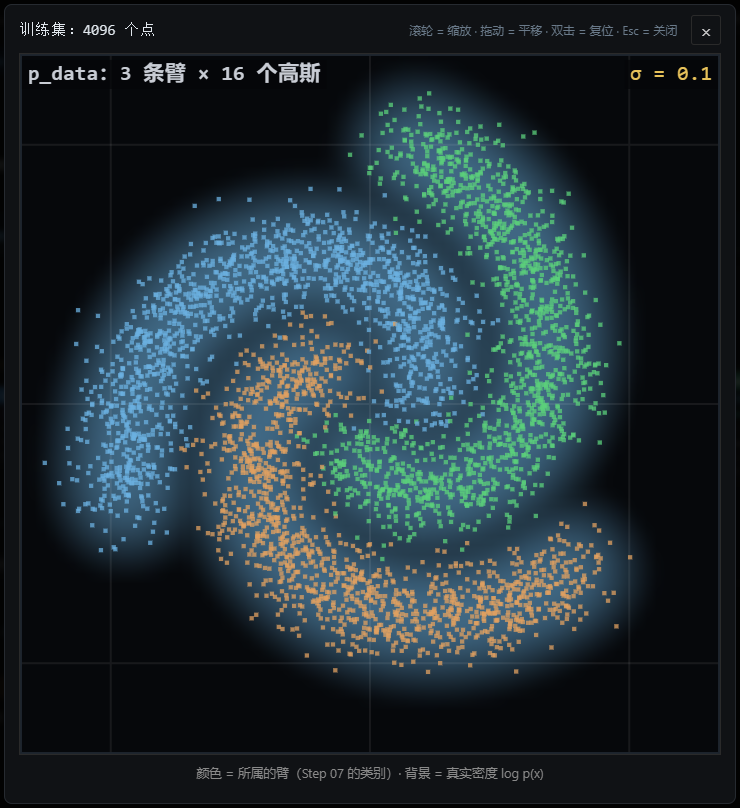 训练集：4096 个点
滚轮 = 缩放 · 拖动 = 平移 · 双击 = 复位 · Esc = 关闭
×
p_data: 3 条臂 × 16 个高斯
σ = 0.1
颜色 = 所属的臂（Step 07 的类别）· 背景 = 真实密度 log p(x)